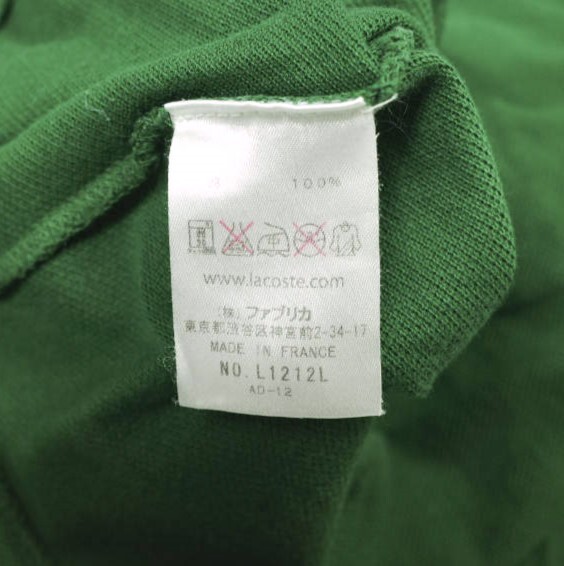 100%
www.lacoste.com
(株) ファブリカ
東京都渋谷区神宮前2-34-17
MADE IN FRANCE
NO. L1212L
AD-12